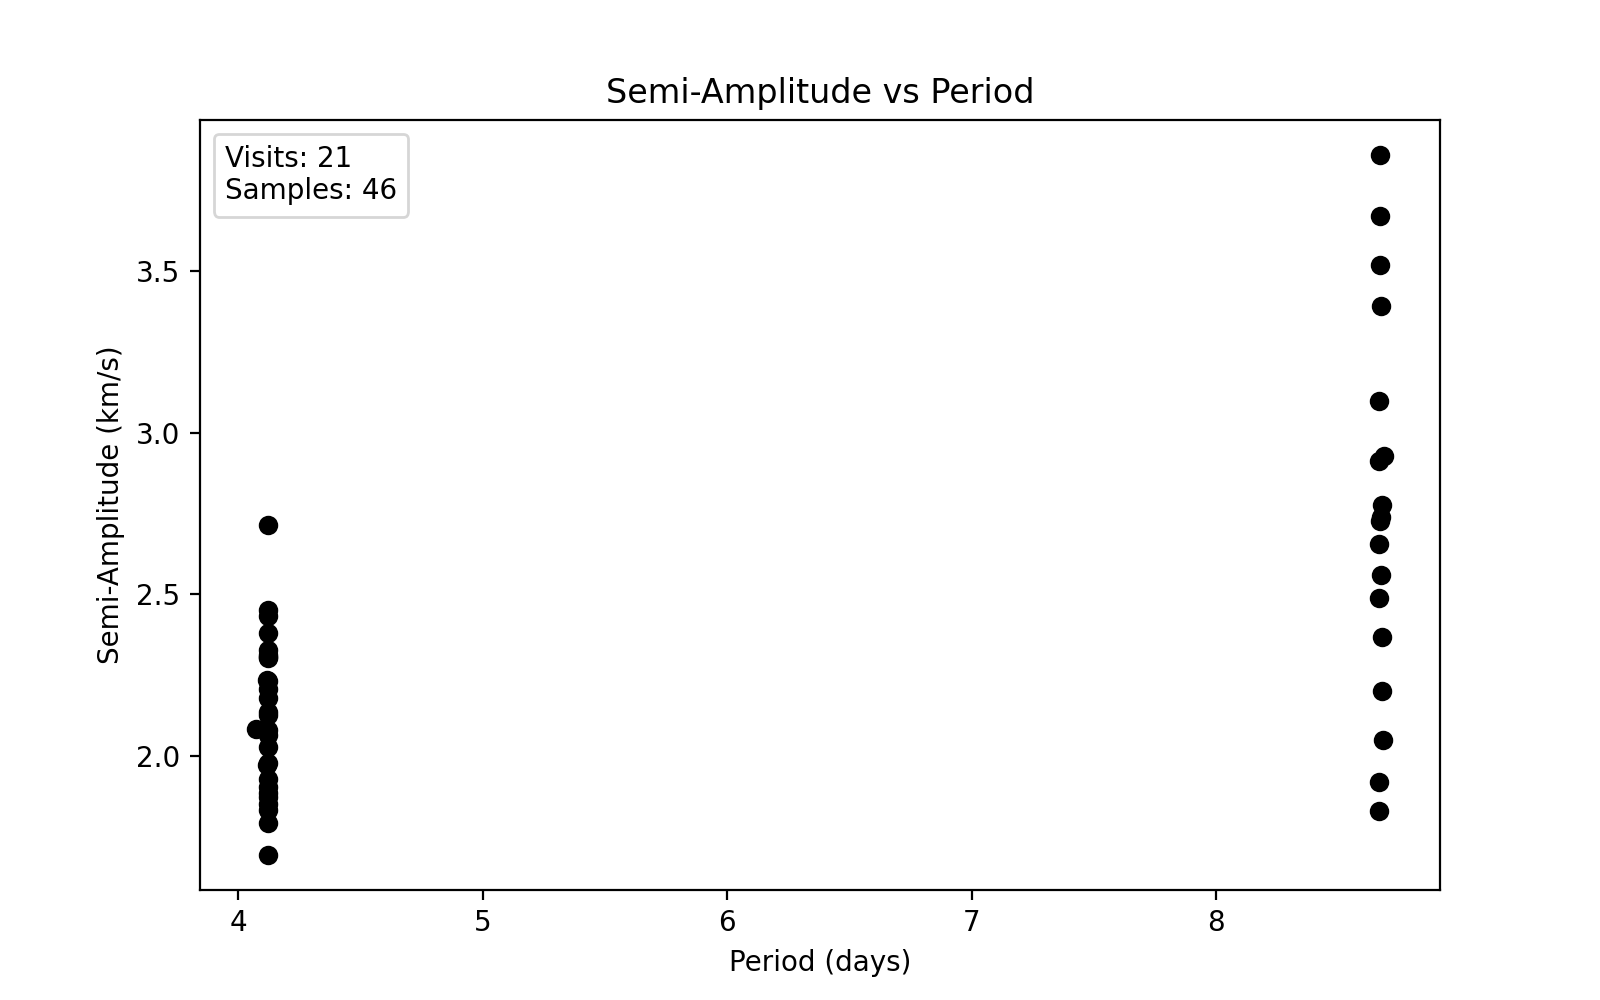 Semi-Amplitude vs Period
Visits: 21
Samples: 46
3.5
3.0
2.5
2.0
Semi-Amplitude (km/s)
4 5 6 7 8
Period (days)